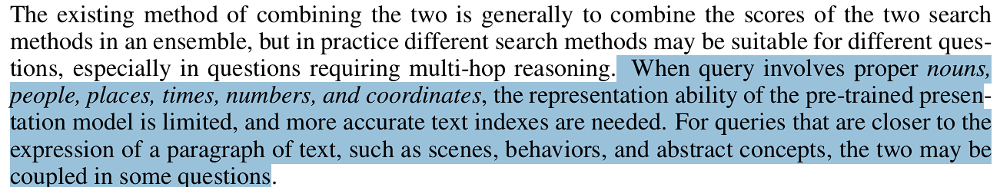 The existing method of combining the two is generally to combine the scores of the two search
methods in an ensemble, but in practice different search methods may be suitable for different ques-
tions, especially in questions requiring multi-hop reasoning. When query involves proper nouns,
people, places, times, numbers, and coordinates, the representation ability of the pre-trained presen-
tation model is limited, and more accurate text indexes are needed. For queries that are closer to the
expression of a paragraph of text, such as scenes, behaviors, and abstract concepts, the two may be
coupled in some questions.